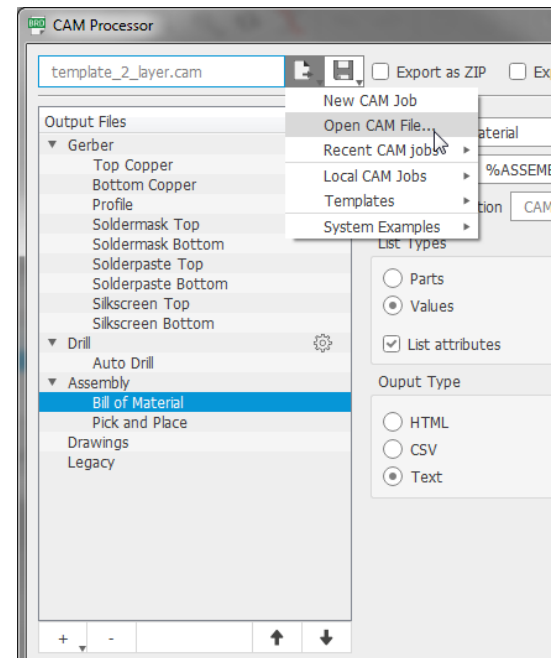 BRD CAM Processor
template_2_layer.cam
Export as ZIP
New CAM Job
Open CAM File...
Recent CAM jobs
Local CAM Jobs
Templates
System Examples
Output Files
Gerber
Top Copper
Bottom Copper
Profile
Soldermask Top
Soldermask Bottom
Solderpaste Top
Solderpaste Bottom
Silkscreen Top
Silkscreen Bottom
Drill
Auto Drill
Assembly
Bill of Material
Pick and Place
Drawings
Legacy
+ -
aterial
%ASSEME
tion CAM
List Types
Parts
Values
List attributes
Ouput Type
HTML
CSV
Text